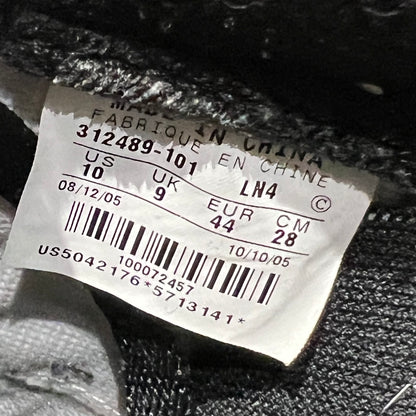 MADE IN CHINA
FABRIQUE EN CHINE
312489-101 LN4 ©
US UK EUR CM
10 9 44 28
08/12/05 10/10/05
100072457
US5042176*5713141*